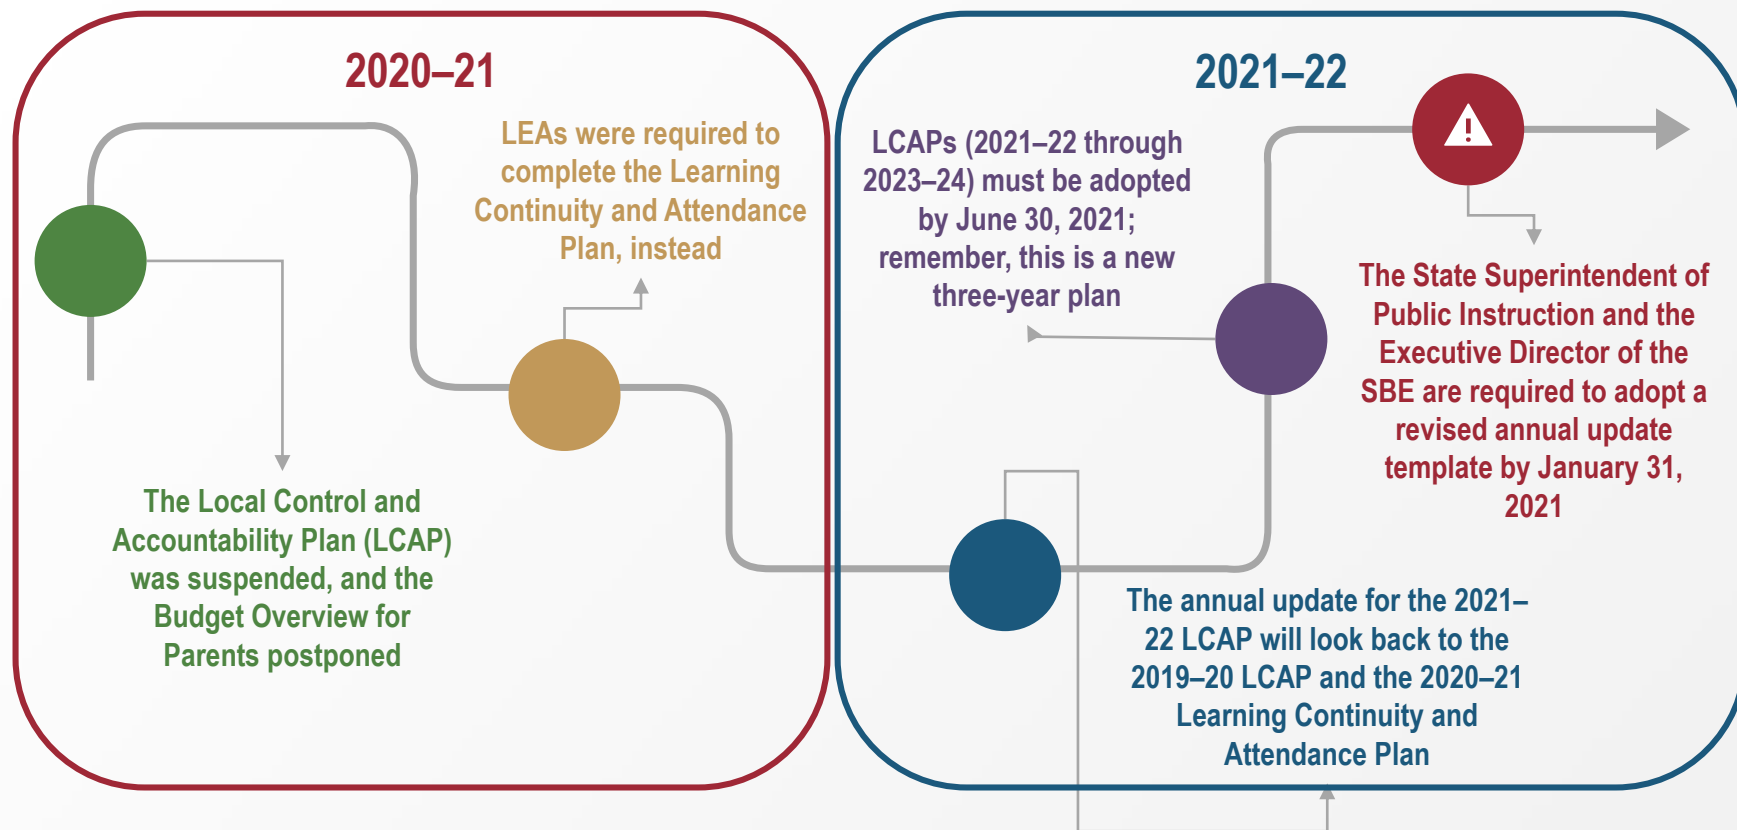 2020–21
LEAs were required to
complete the Learning
Continuity and Attendance
Plan, instead
The Local Control and
Accountability Plan (LCAP)
was suspended, and the
Budget Overview for
Parents postponed
2021–22
LCAPs (2021–22 through
2023–24) must be adopted
by June 30, 2021;
remember, this is a new
three-year plan
The State Superintendent of
Public Instruction and the
Executive Director of the
SBE are required to adopt a
revised annual update
template by January 31,
2021
The annual update for the 2021–
22 LCAP will look back to the
2019–20 LCAP and the 2020–21
Learning Continuity and
Attendance Plan